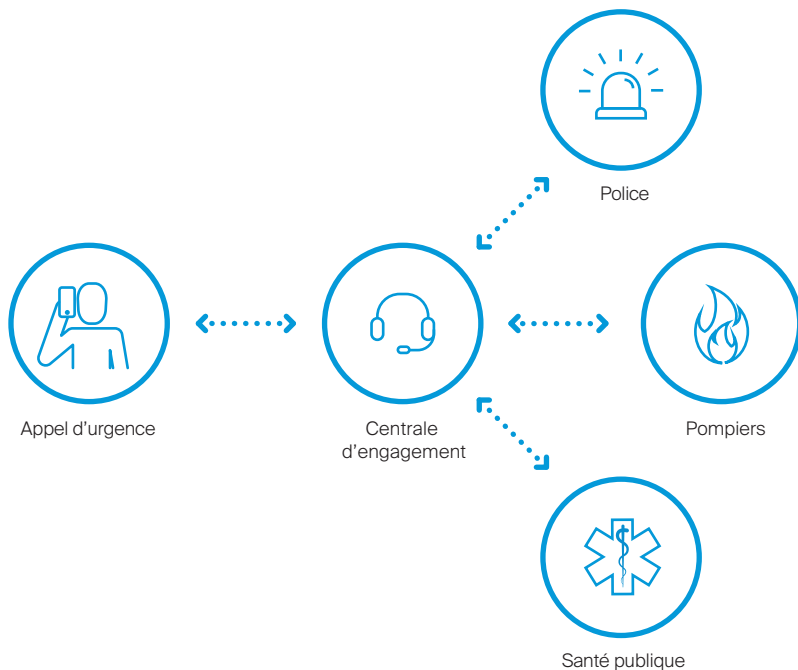 Police
Appel d'urgence
Centrale
d'engagement
Pompiers
Santé publique